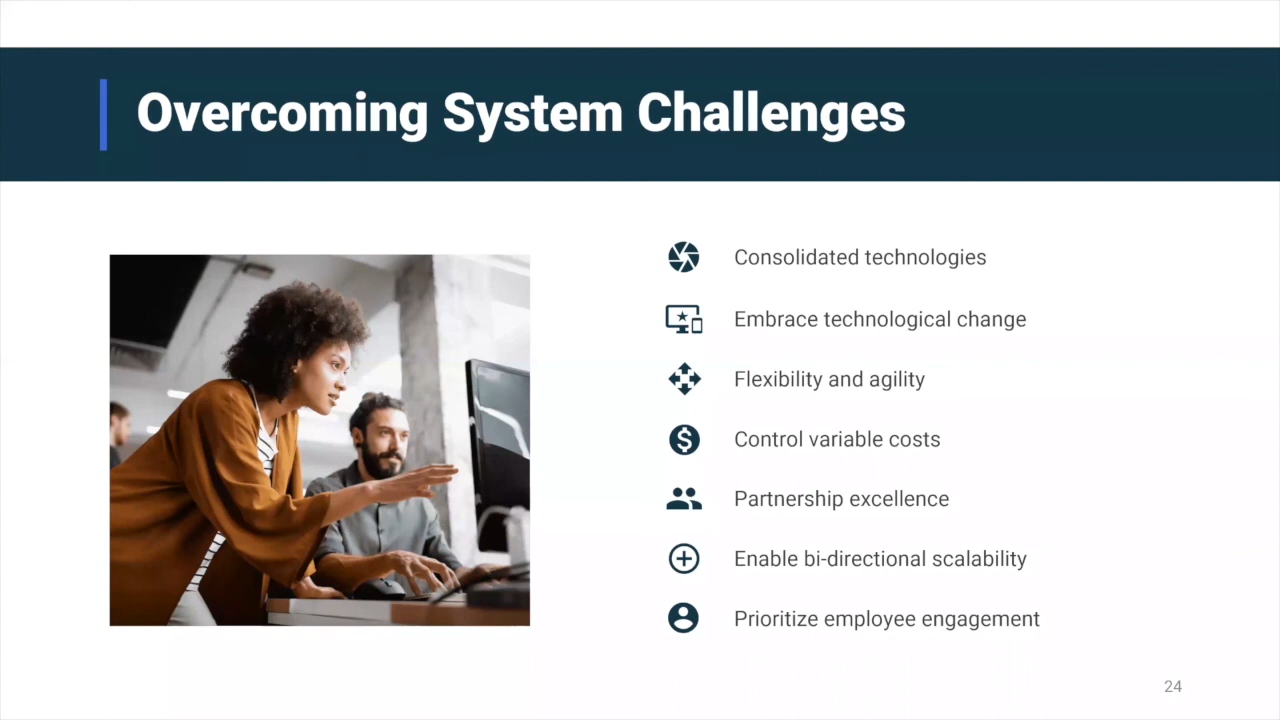 Overcoming System Challenges
Consolidated technologies
Embrace technological change
Flexibility and agility
Control variable costs
Partnership excellence
Enable bi-directional scalability
Prioritize employee engagement
24